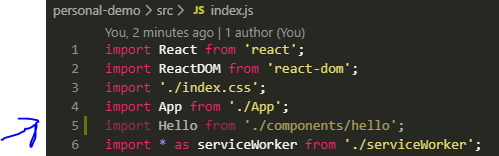 personal-demo > src > JS index.js
You, 2 minutes ago | 1 author (You)
1 import React from 'react';
2 import ReactDOM from 'react-dom';
3 import './index.css';
4 import App from './App';
5 import Hello from './components/hello';
6 import * as serviceWorker from './serviceWorker';